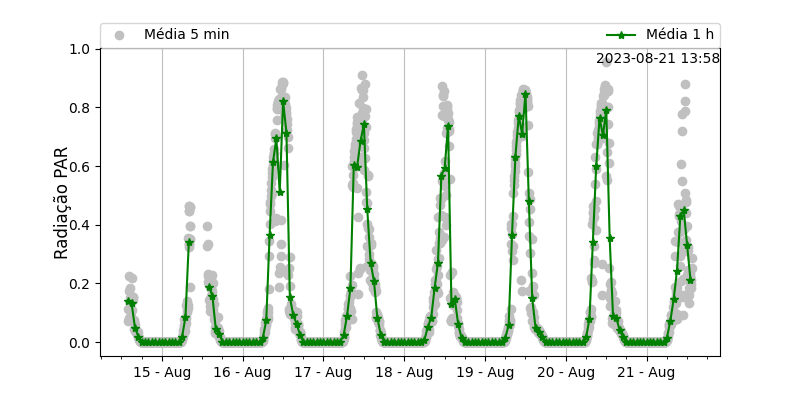 Média 5 min
Média 1 h
2023-08-21 13:58
Radiação PAR
1.0
0.8
0.6
0.4
0.2
0.0
15 - Aug
16 - Aug
17 - Aug
18 - Aug
19 - Aug
20 - Aug
21 - Aug